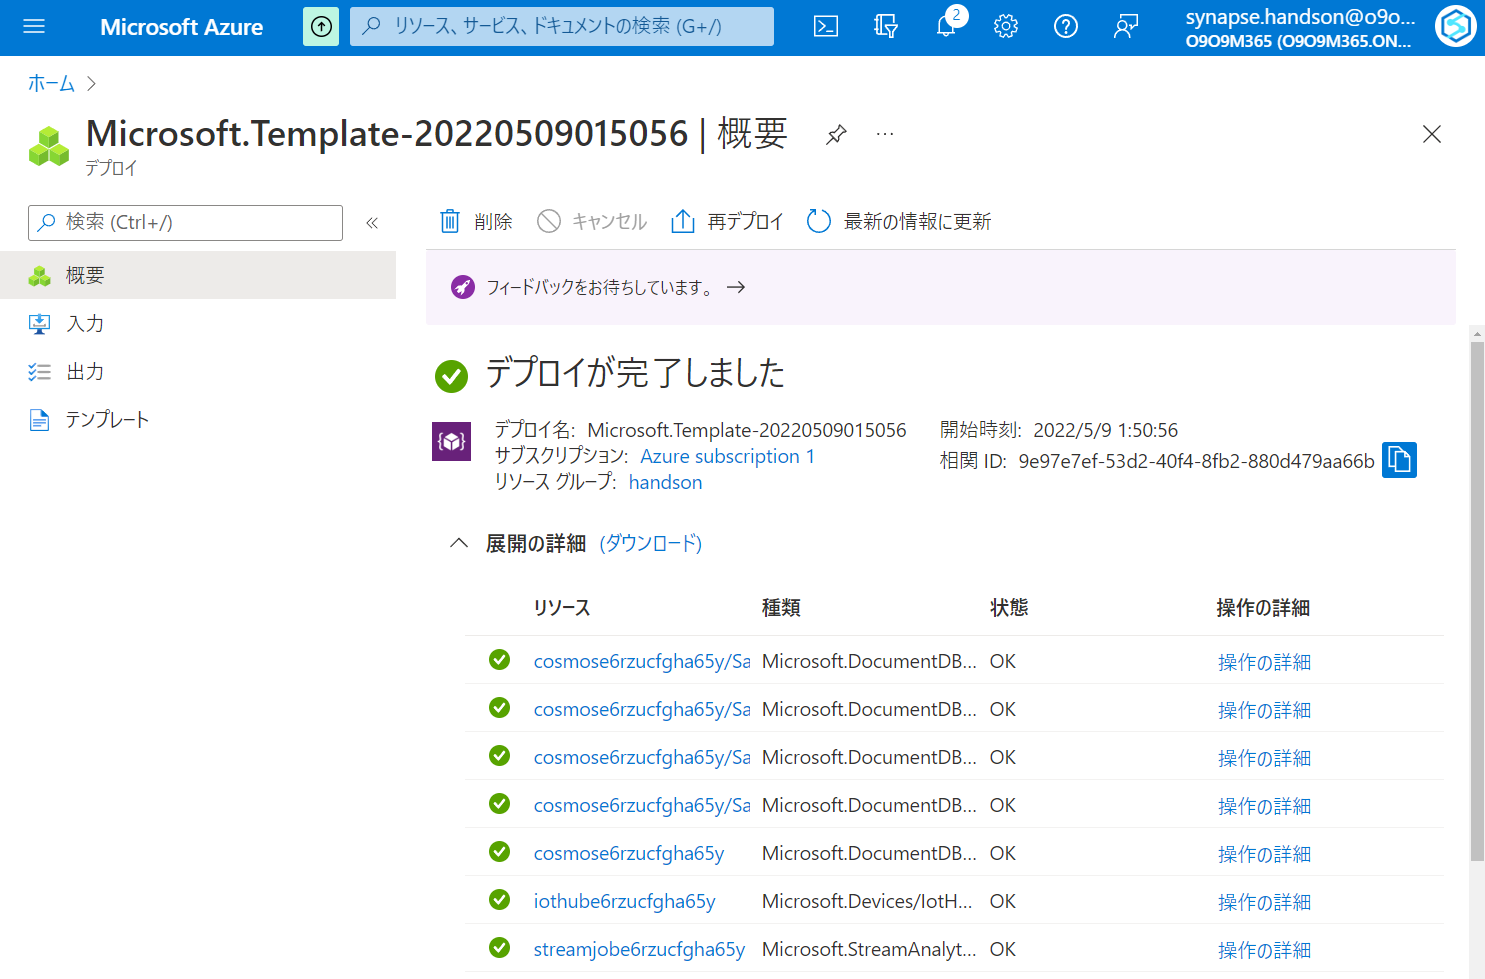 Microsoft Azure
リソース、サービス、ドキュメントの検索 (G+/)
2
synapse.handson@o9o...
O9O9M365 (O9O9M365.ON...
ホーム
Microsoft.Template-20220509015056 | 概要
デプロイ
検索 (Ctrl+/)
概要
入力
出力
テンプレート
削除 キャンセル 再デプロイ 最新の情報に更新
フィードバックをお待ちしています。 →
デプロイが完了しました
デプロイ名: Microsoft.Template-20220509015056
サブスクリプション: Azure subscription 1
リソース グループ: handson
開始時刻: 2022/5/9 1:50:56
相関 ID: 9e97e7ef-53d2-40f4-8fb2-880d479aa66b
展開の詳細 (ダウンロード)
リソース 種類 状態 操作の詳細
cosmose6rzucfgha65y/Sa Microsoft.DocumentDB... OK 操作の詳細
cosmose6rzucfgha65y/Sa Microsoft.DocumentDB... OK 操作の詳細
cosmose6rzucfgha65y/Sa Microsoft.DocumentDB... OK 操作の詳細
cosmose6rzucfgha65y/Sa Microsoft.DocumentDB... OK 操作の詳細
cosmose6rzucfgha65y Microsoft.DocumentDB... OK 操作の詳細
iothube6rzucfgha65y Microsoft.Devices/IotH... OK 操作の詳細
streamjobe6rzucfgha65y Microsoft.StreamAnalyt... OK 操作の詳細